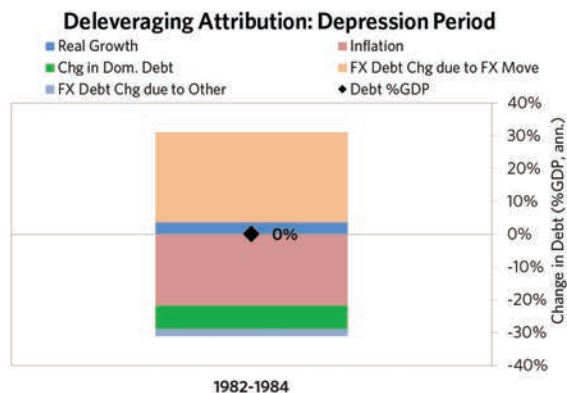 Deleveraging Attribution: Depression Period
Real Growth
Inflation
Chg in Dom. Debt
FX Debt Chg due to FX Move
FX Debt Chg due to Other
Debt %GDP
40%
30%
20%
10%
0%
0%
-10%
-20%
-30%
-40%
Change in Debt (%GDP, ann.)
1982-1984